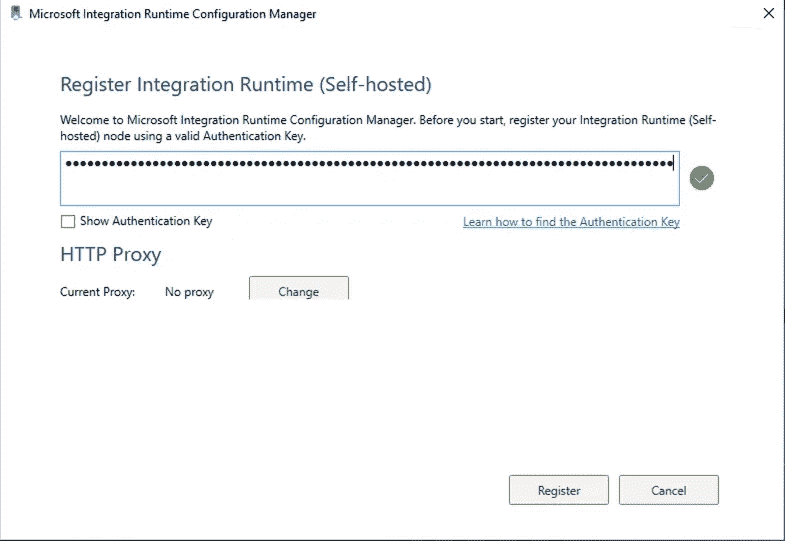 Microsoft Integration Runtime Configuration Manager
Register Integration Runtime (Self-hosted)
Welcome to Microsoft Integration Runtime Configuration Manager. Before you start, register your Integration Runtime (Self-
hosted) node using a valid Authentication Key.
••••••••••••••••••••••••••••••••••••••••••••••••••••••••••••••••••••••••••••••••••••••
Show Authentication Key
Learn how to find the Authentication Key
HTTP Proxy
Current Proxy: No proxy Change
Register Cancel